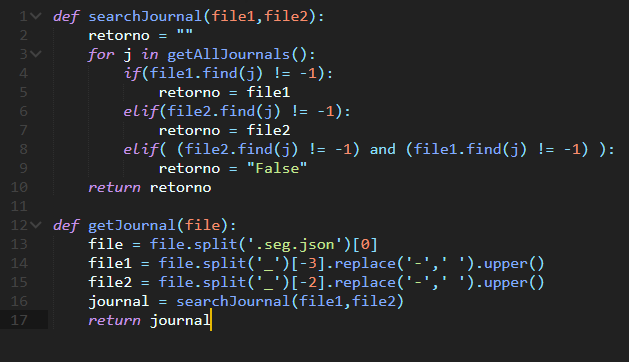 1 def searchJournal(file1,file2):
2     retorno = ""
3     for j in getAllJournals():
4         if(file1.find(j) != -1):
5             retorno = file1
6         elif(file2.find(j) != -1):
7             retorno = file2
8         elif( (file2.find(j) != -1) and (file1.find(j) != -1) ):
9             retorno = "False"
10     return retorno
11
12 def getJournal(file):
13     file = file.split('.seg.json')[0]
14     file1 = file.split('_')[-3].replace('-',' ').upper()
15     file2 = file.split('_')[-2].replace('-',' ').upper()
16     journal = searchJournal(file1,file2)
17     return journal